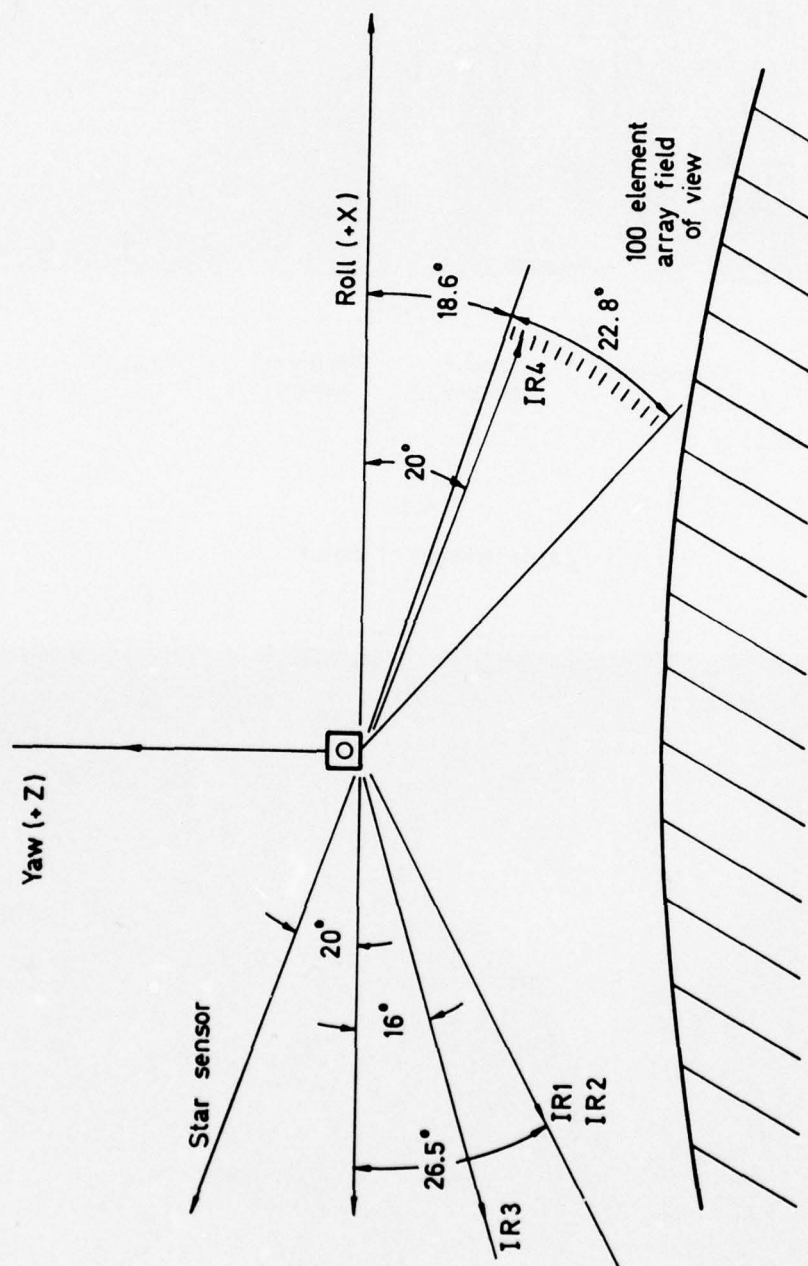 Yaw (+Z)
Roll (+X)
Star sensor
20°
16°
26.5°
IR3
IR1
IR2
20°
18.6°
IR4
22.8°
100 element
array field
of view